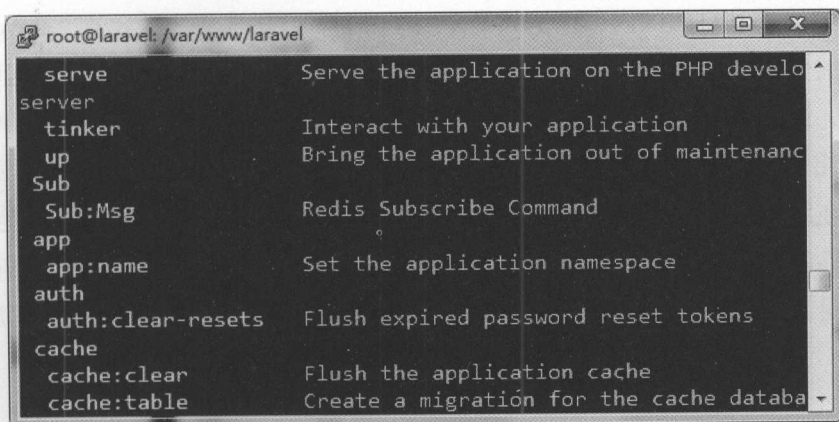 root@laravel: /var/www/laravel
serve Serve the application on the PHP develo
server
tinker Interact with your application
up Bring the application out of maintenanc
Sub
Sub:Msg Redis Subscribe Command
app
app:name Set the application namespace
auth
auth:clear-resets Flush expired password reset tokens
cache
cache:clear Flush the application cache
cache:table Create a migration for the cache databa